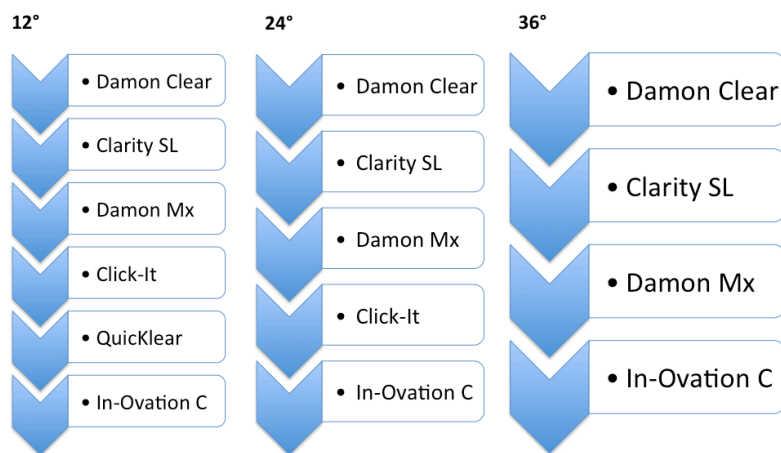 12°
• Damon Clear
• Clarity SL
• Damon Mx
• Click-It
• QuicKlear
• In-Ovation C
24°
• Damon Clear
• Clarity SL
• Damon Mx
• Click-It
• In-Ovation C
36°
• Damon Clear
• Clarity SL
• Damon Mx
• In-Ovation C